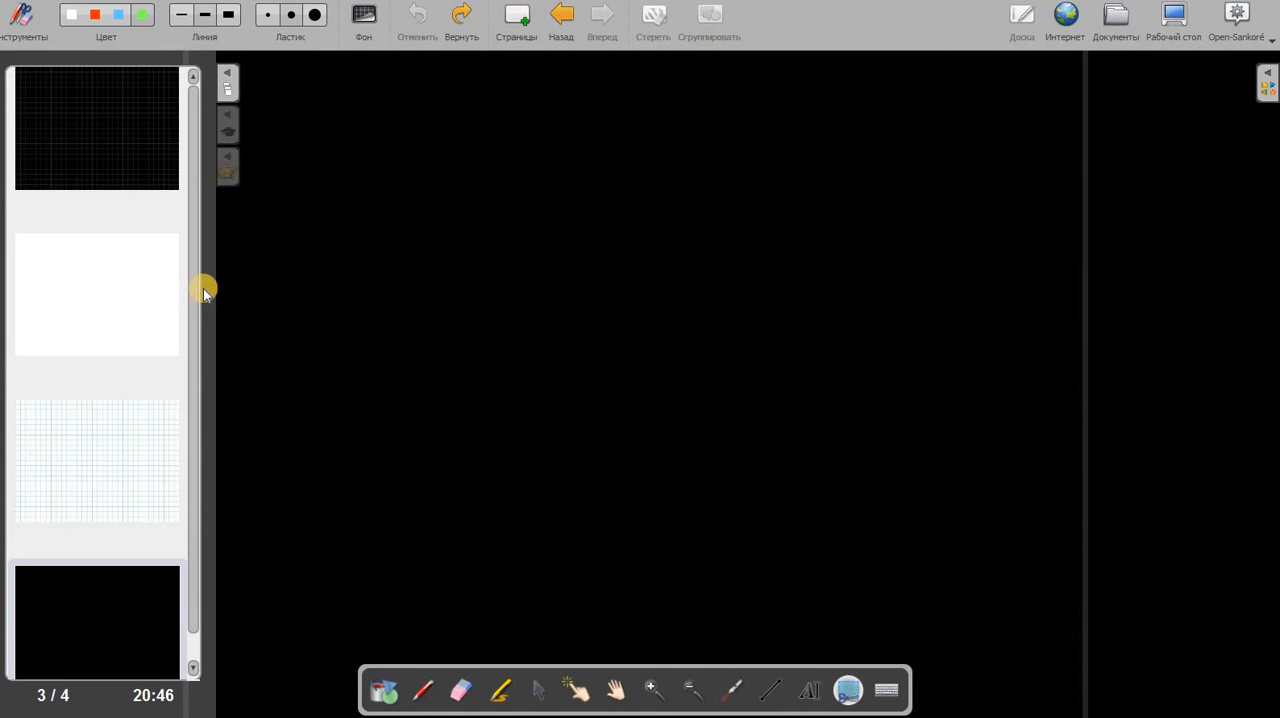 нструменты Цвет Линия Ластик Фон Отменить Вернуть Страницы Назад Вперед Стереть Сгруппировать Доска Интернет Документы Рабочий стол Open-Sankoré
3 / 4 20:46
AI